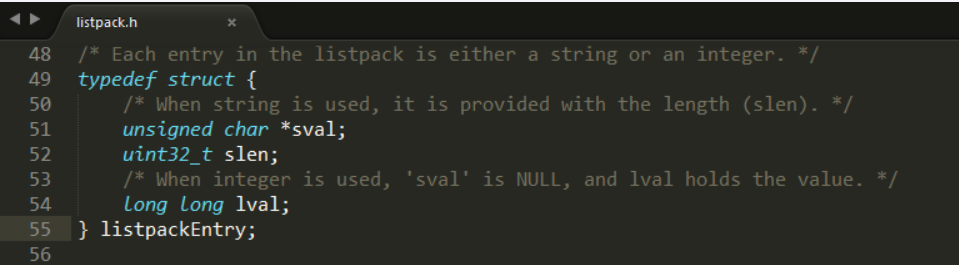 listpack.h ×
48 /* Each entry in the listpack is either a string or an integer. */
49 typedef struct {
50 /* When string is used, it is provided with the length (slen). */
51 unsigned char *sval;
52 uint32_t slen;
53 /* When integer is used, 'sval' is NULL, and lval holds the value. */
54 long long lval;
55 } listpackEntry;
56